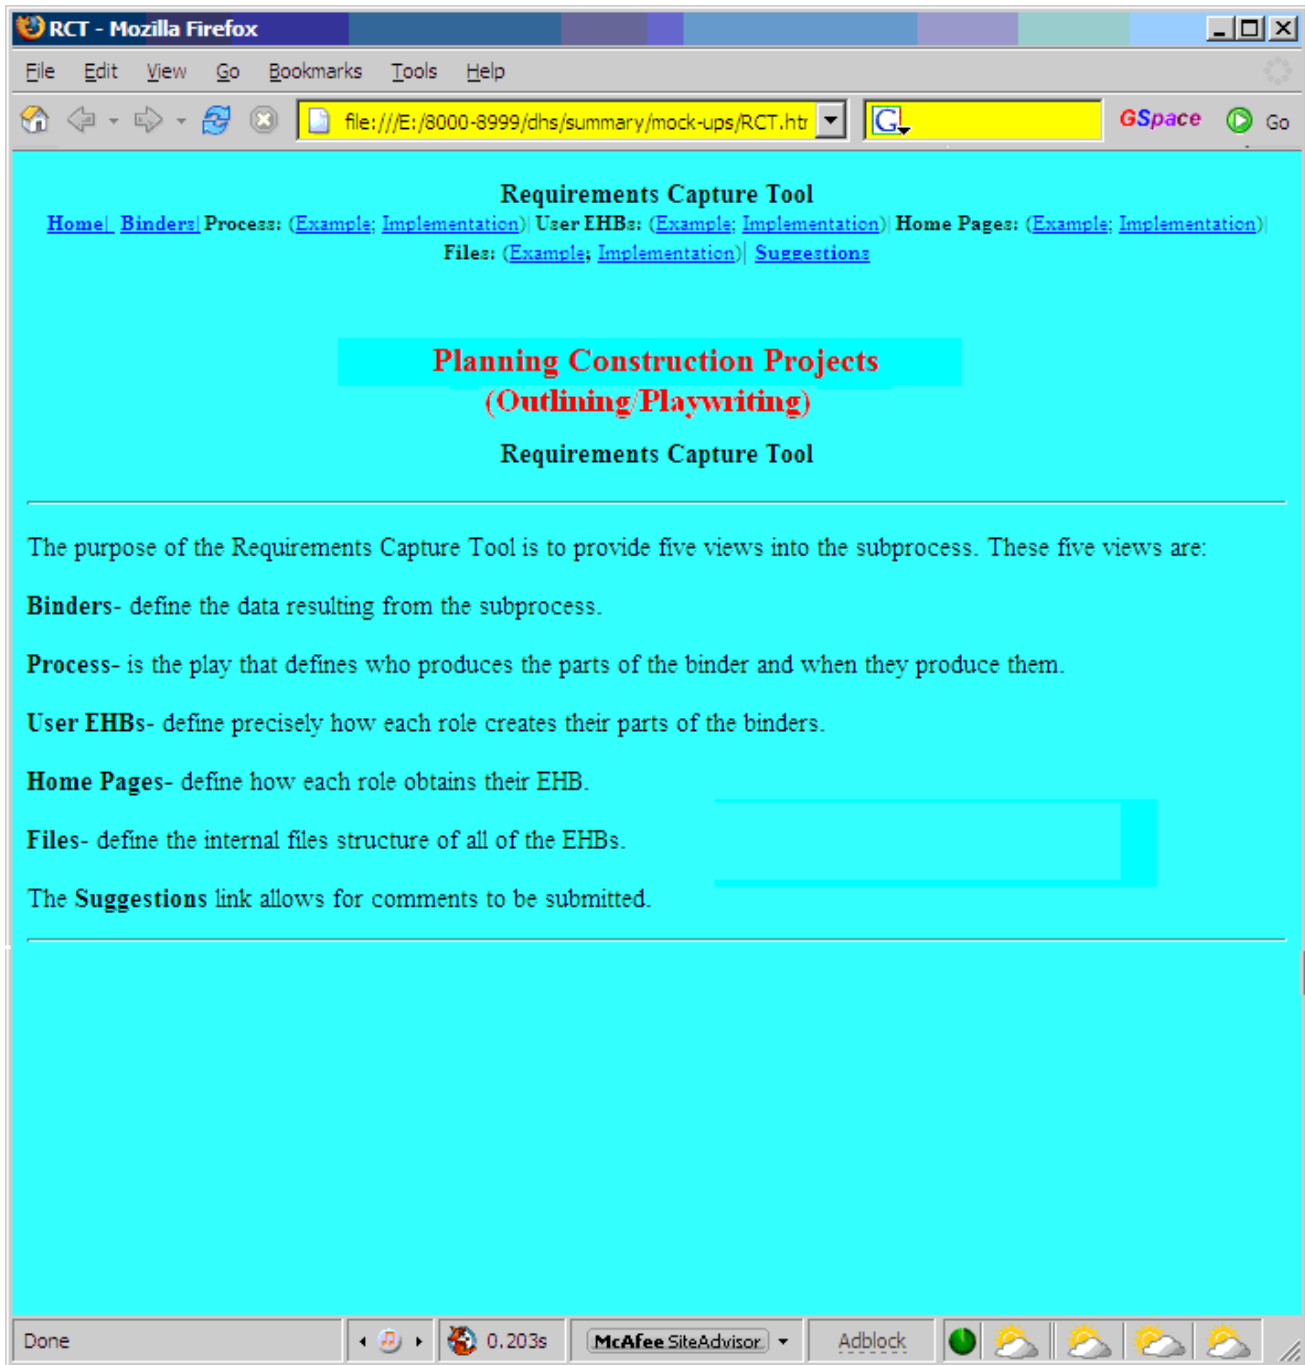 RCT - Mozilla Firefox
File Edit View Go Bookmarks Tools Help
file:///E:/8000-8999/dhs/summary/mock-ups/RCT.htr G GSpace Go
Requirements Capture Tool
Home| Binders| Process: (Example; Implementation)| User EHBs: (Example; Implementation)| Home Pages: (Example; Implementation)|
Files: (Example; Implementation)| Suggestions
Planning Construction Projects
(Outlining/Playwriting)
Requirements Capture Tool
The purpose of the Requirements Capture Tool is to provide five views into the subprocess. These five views are:
Binders- define the data resulting from the subprocess.
Process- is the play that defines who produces the parts of the binder and when they produce them.
User EHBs- define precisely how each role creates their parts of the binders.
Home Pages- define how each role obtains their EHB.
Files- define the internal files structure of all of the EHBs.
The Suggestions link allows for comments to be submitted.
Done 0.203s McAfee SiteAdvisor Adblock